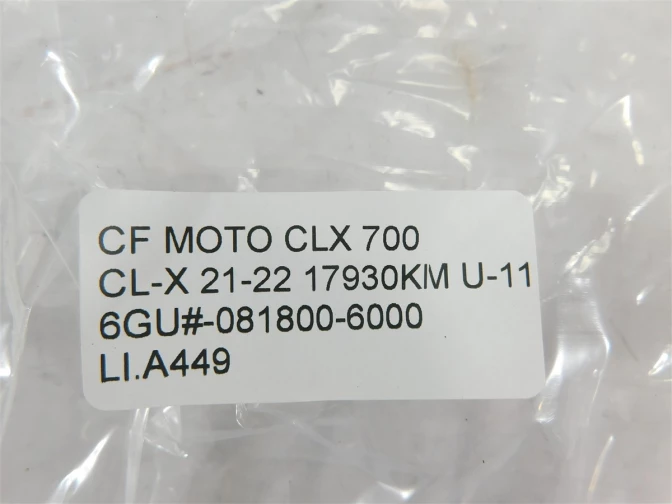 CF MOTO CLX 700
CL-X 21-22 17930KM U-11
6GU#-081800-6000
LI.A449